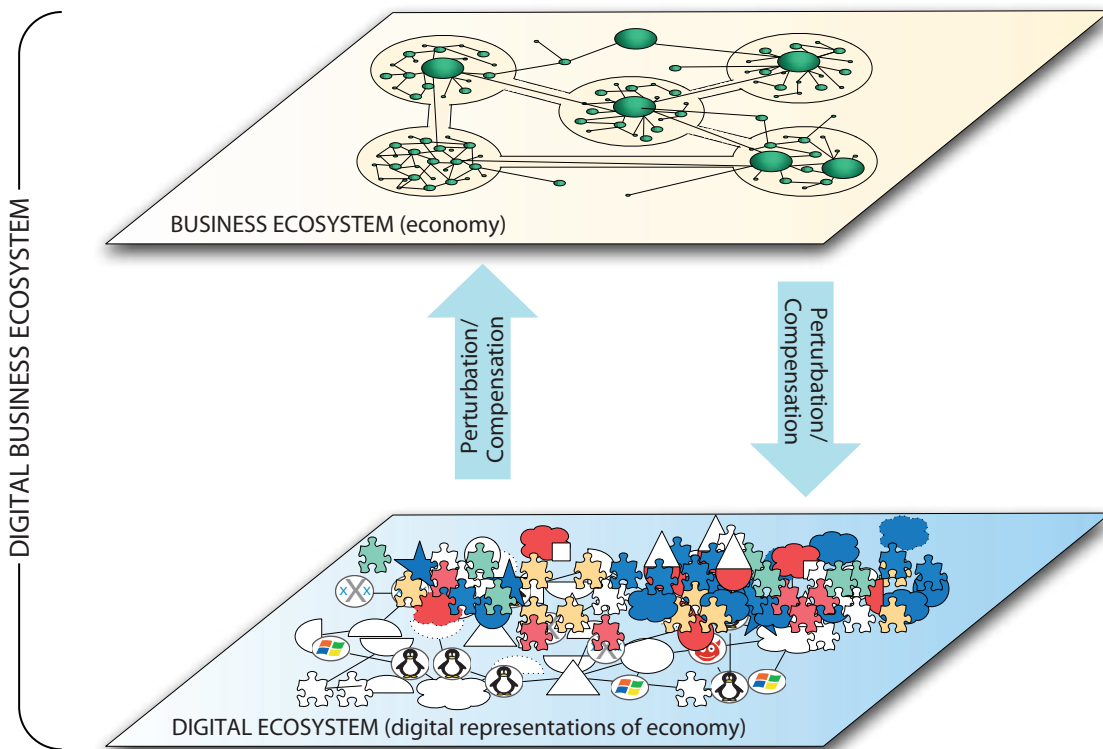 DIGITAL BUSINESS ECOSYSTEM
BUSINESS ECOSYSTEM (economy)
Perturbation/
Compensation
Perturbation/
Compensation
X X X
DIGITAL ECOSYSTEM (digital representations of economy)